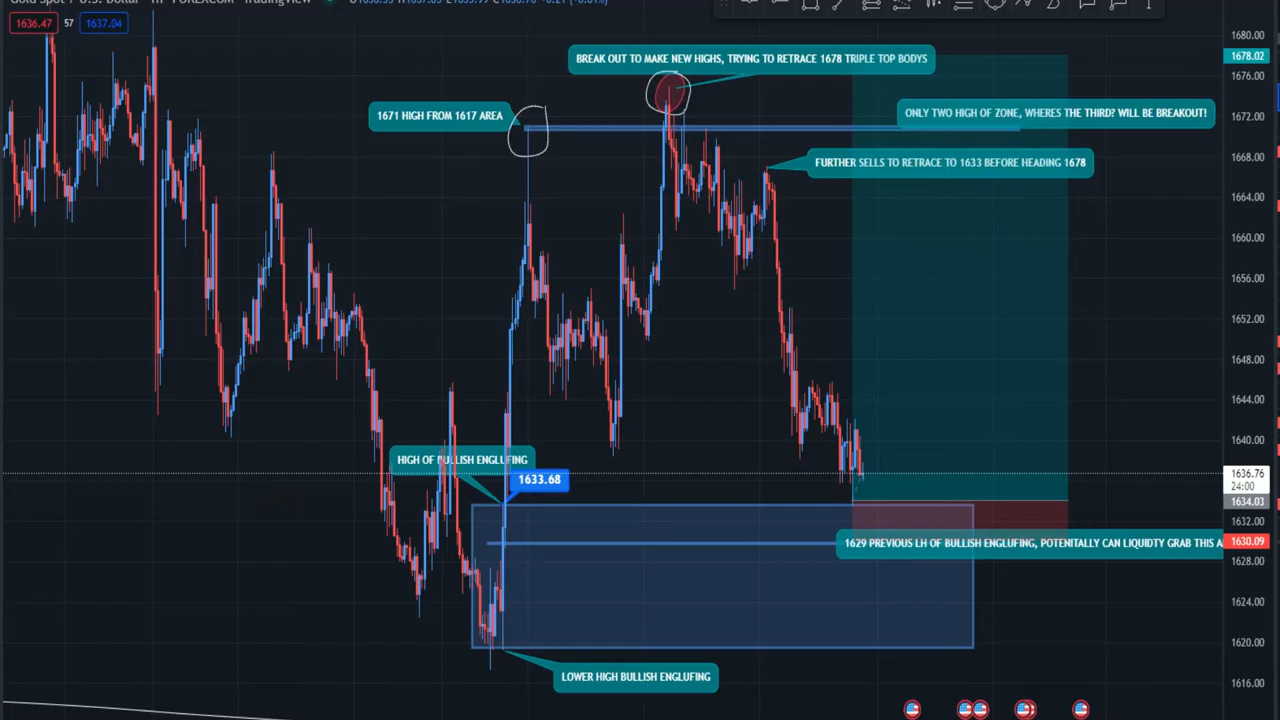 1636.47 57 1637.04
BREAK OUT TO MAKE NEW HIGHS, TRYING TO RETRACE 1678 TRIPLE TOP BODYS
1671 HIGH FROM 1617 AREA
ONLY TWO HIGH OF ZONE, WHERES THE THIRD? WILL BE BREAKOUT!
FURTHER SELLS TO RETRACE TO 1633 BEFORE HEADING 1678
HIGH OF BULLISH ENGLUFING
1633.68
1629 PREVIOUS LH OF BULLISH ENGLUFING, POTENITALLY CAN LIQUIDTY GRAB THIS A
LOWER HIGH BULLISH ENGLUFING
1680.00
1678.02
1676.00
1672.00
1668.00
1664.00
1660.00
1656.00
1652.00
1648.00
1644.00
1640.00
1636.76
24:00
1634.03
1632.00
1630.09
1628.00
1624.00
1620.00
1616.00